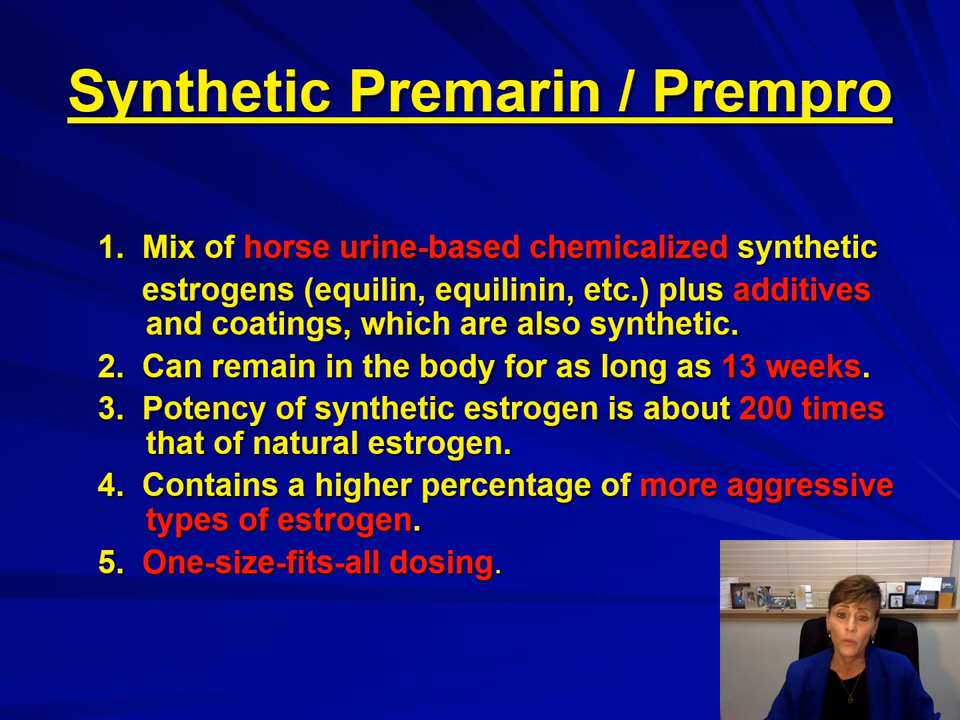 Synthetic Premarin / Prempro
1. Mix of horse urine-based chemicalized synthetic
estrogens (equilin, equilinin, etc.) plus additives
and coatings, which are also synthetic.
2. Can remain in the body for as long as 13 weeks.
3. Potency of synthetic estrogen is about 200 times
that of natural estrogen.
4. Contains a higher percentage of more aggressive
types of estrogen.
5. One-size-fits-all dosing.